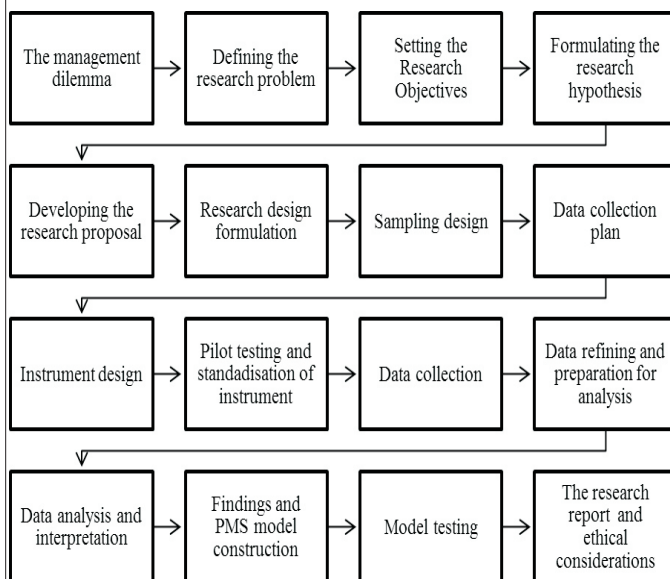 The management
dilemma
Defining the
research problem
Setting the
Research
Objectives
Formulating the
research
hypothesis
Developing the
research proposal
Research design
formulation
Sampling design
Data collection
plan
Instrument design
Pilot testing and
standadisation of
instrument
Data collection
Data refining and
preparation for
analysis
Data analysis and
interpretation
Findings and
PMS model
construction
Model testing
The research
report and
ethical
considerations